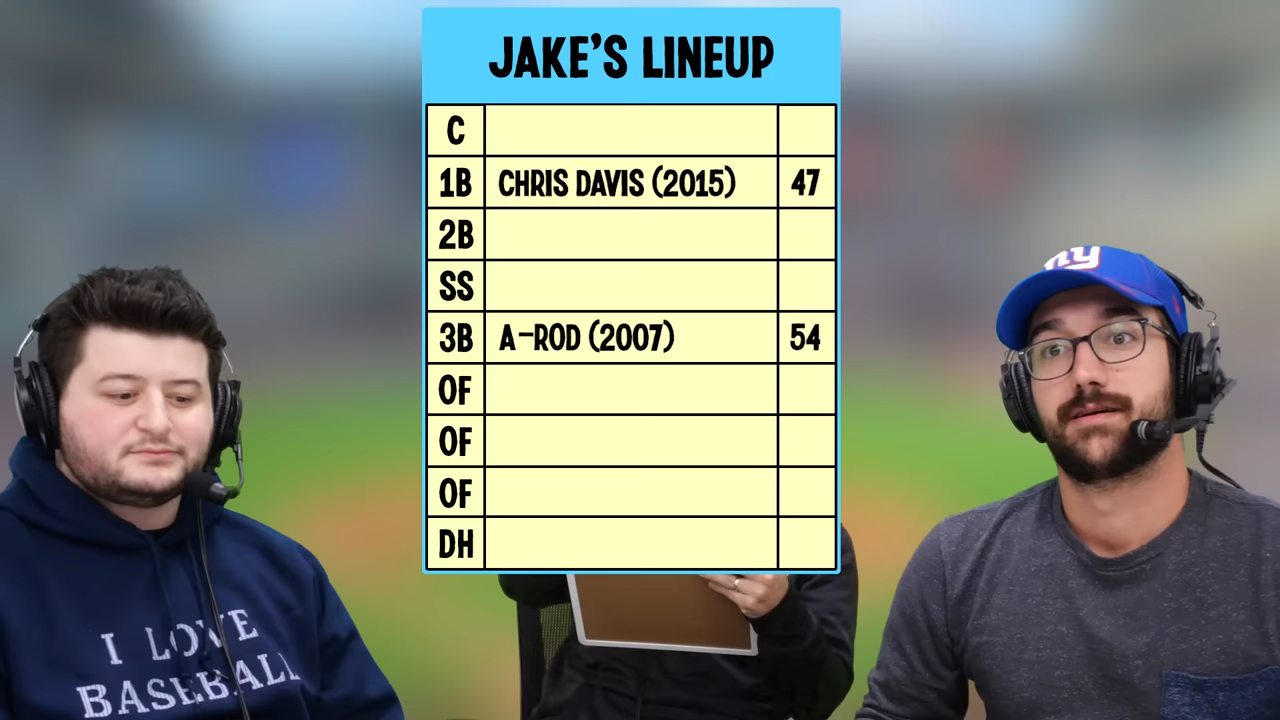 JAKE'S LINEUP
C
1B CHRIS DAVIS (2015) 47
2B
SS
3B A-ROD (2007) 54
OF
OF
OF
DH
ny
I LOVE
BASEBALL